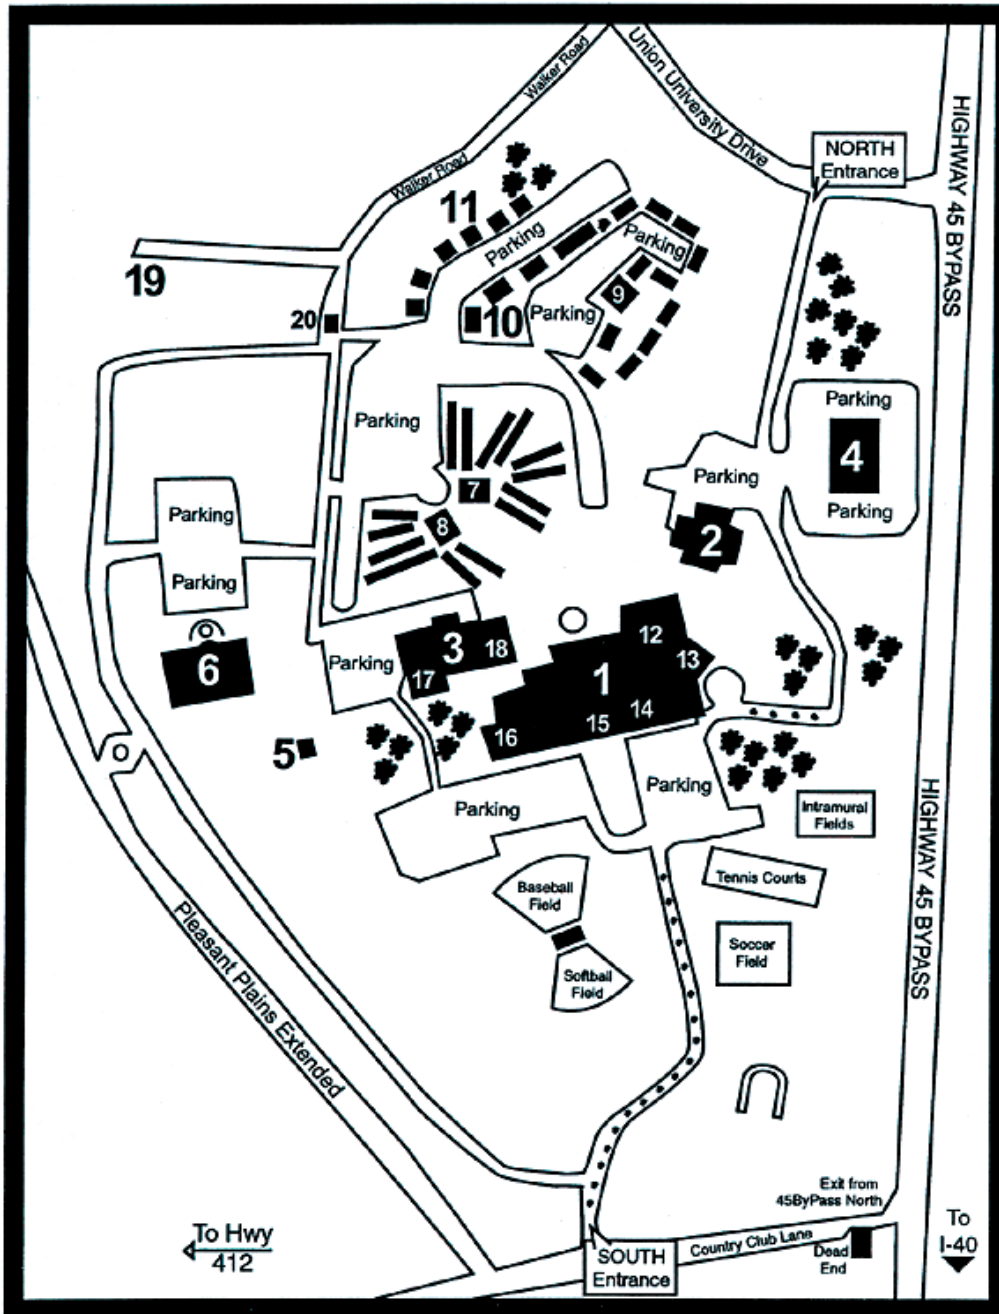 Walker Road
Union University Drive
NORTH
Entrance
HIGHWAY 45 BYPASS
Walker Road
11
Parking
Parking
19
9
20
10
Parking
Parking
Parking
4
7
Parking
Parking
Parking
8
2
Parking
12
3
18
13
Parking
6
17
1
14
15
16
5
Parking
Parking
HIGHWAY 45 BYPASS
Intramural
Fields
Tennis Courts
Baseball
Field
Pleasant Plains Extended
Soccer
Field
Softball
Field
Exit from
45ByPass North
To Hwy
412
To
I-40
Country Club Lane
Dead
End
SOUTH
Entrance